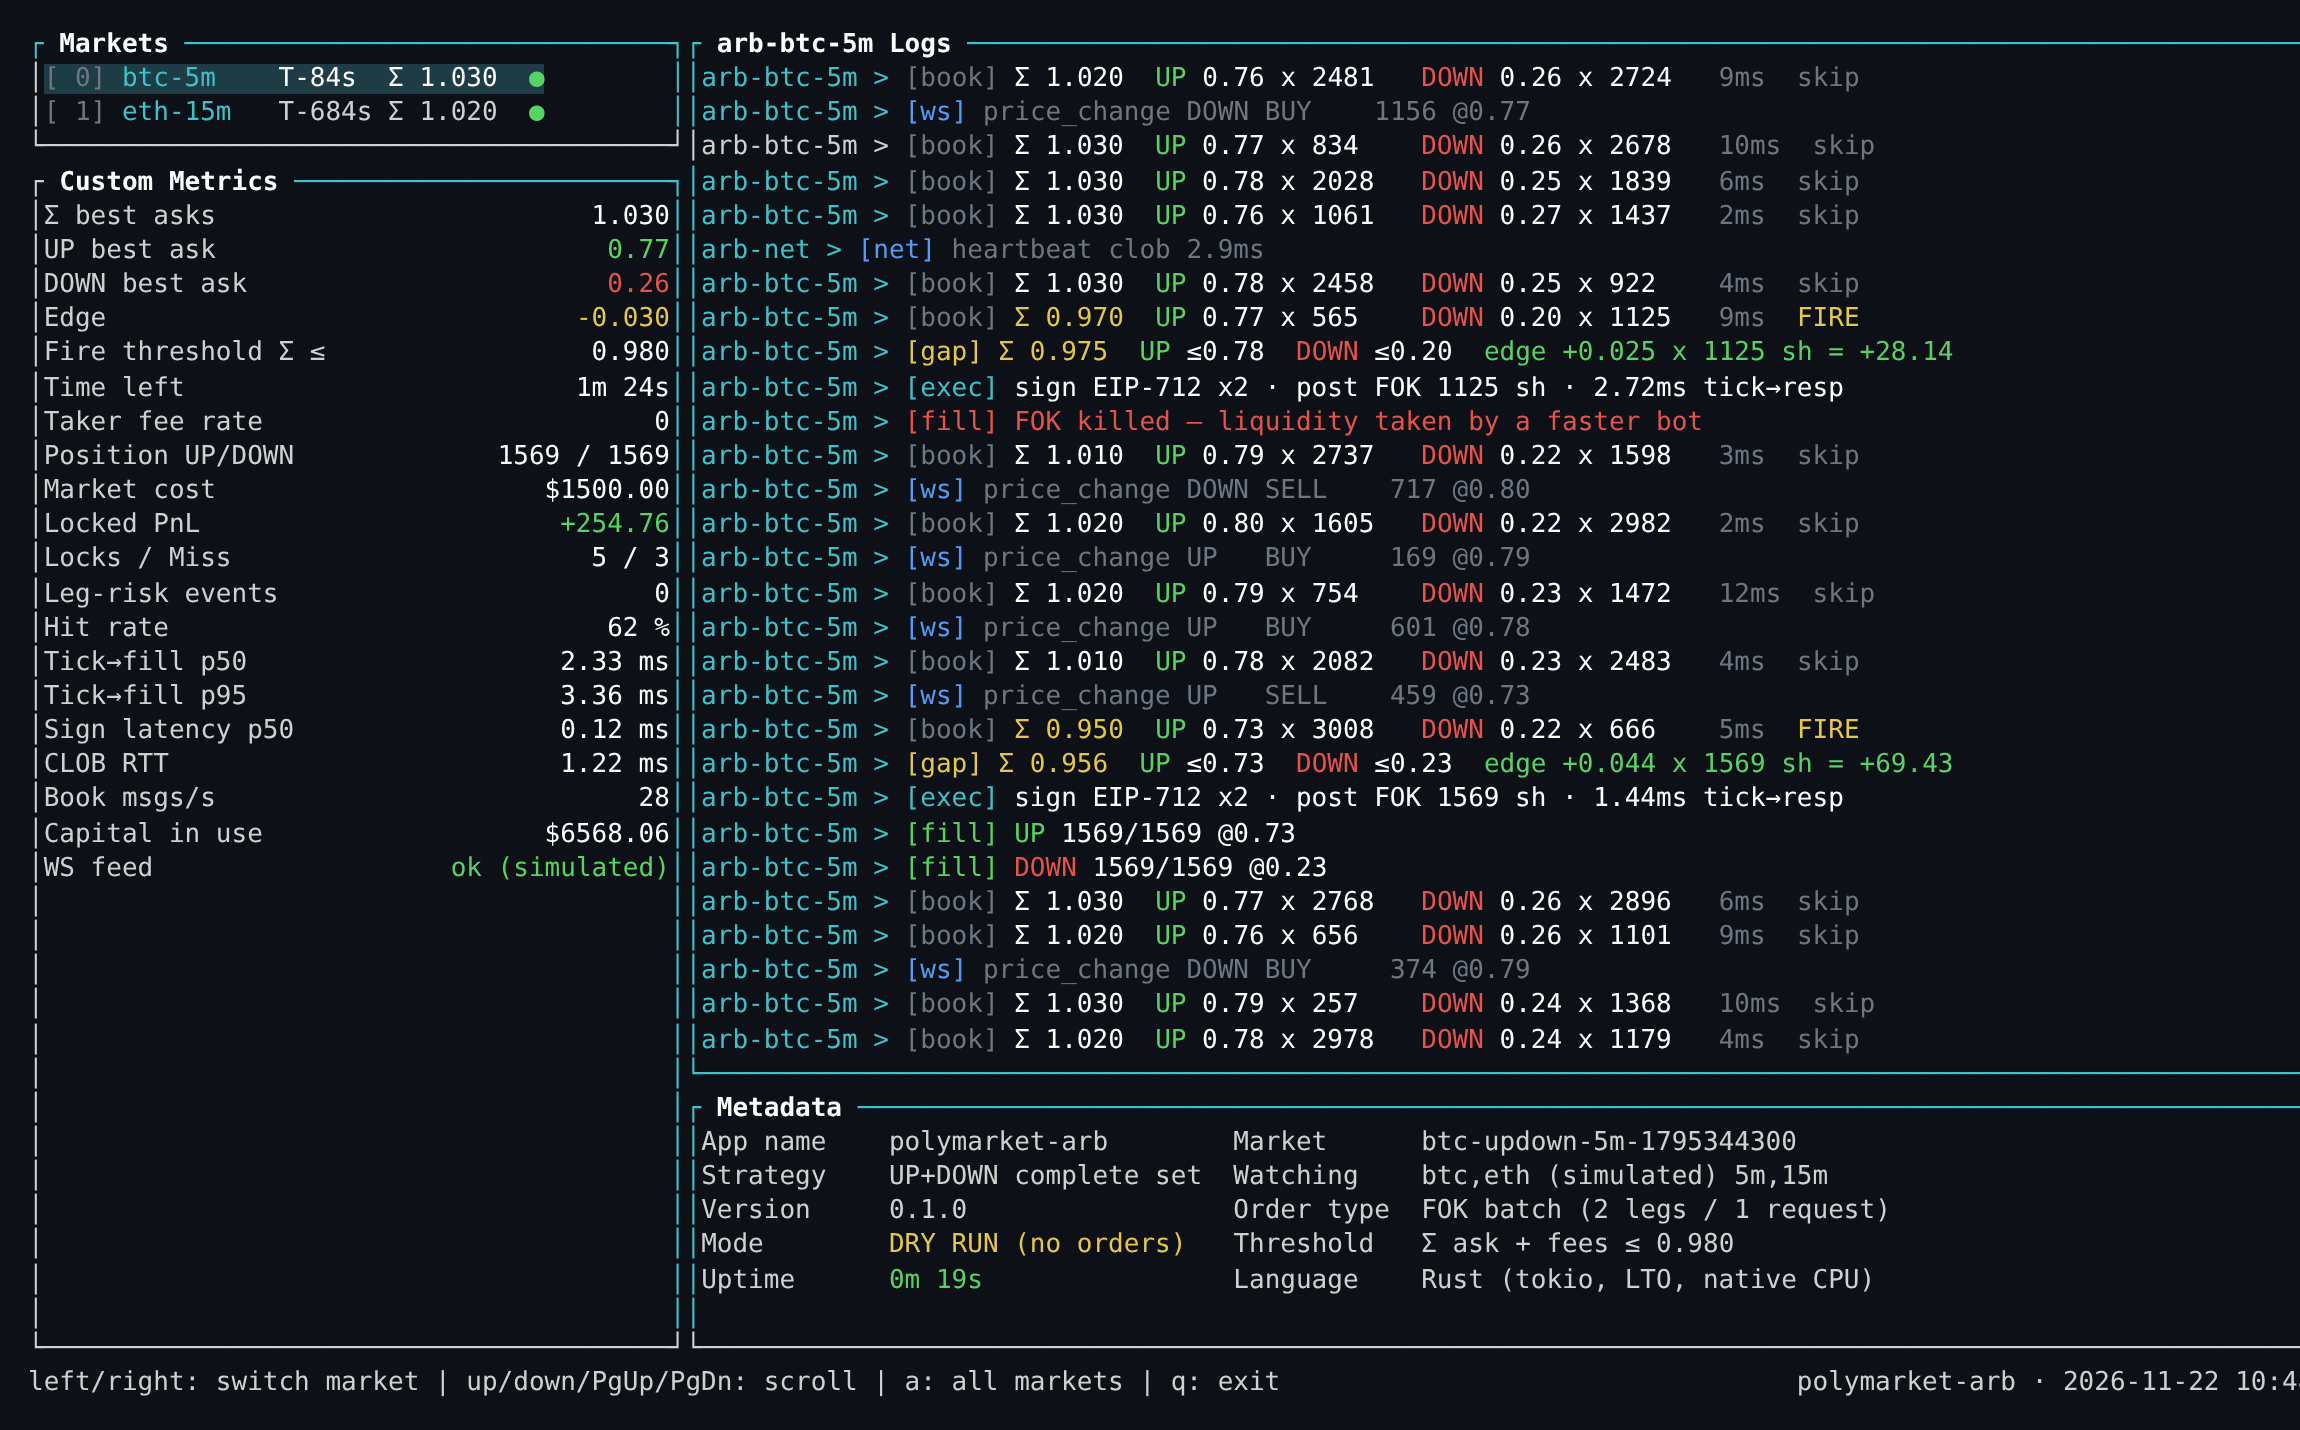 Markets
[ 0] btc-5m T-84s Σ 1.030 ●
[ 1] eth-15m T-684s Σ 1.020 ●
Custom Metrics
Σ best asks 1.030
UP best ask 0.77
DOWN best ask 0.26
Edge -0.030
Fire threshold Σ ≤ 0.980
Time left 1m 24s
Taker fee rate 0
Position UP/DOWN 1569 / 1569
Market cost $1500.00
Locked PnL +254.76
Locks / Miss 5 / 3
Leg-risk events 0
Hit rate 62 %
Tick→fill p50 2.33 ms
Tick→fill p95 3.36 ms
Sign latency p50 0.12 ms
CLOB RTT 1.22 ms
Book msgs/s 28
Capital in use $6568.06
WS feed ok (simulated)
arb-btc-5m Logs
arb-btc-5m > [book] Σ 1.020 UP 0.76 x 2481 DOWN 0.26 x 2724 9ms skip
arb-btc-5m > [ws] price_change DOWN BUY 1156 @0.77
arb-btc-5m > [book] Σ 1.030 UP 0.77 x 834 DOWN 0.26 x 2678 10ms skip
arb-btc-5m > [book] Σ 1.030 UP 0.78 x 2028 DOWN 0.25 x 1839 6ms skip
arb-btc-5m > [book] Σ 1.030 UP 0.76 x 1061 DOWN 0.27 x 1437 2ms skip
arb-net > [net] heartbeat clob 2.9ms
arb-btc-5m > [book] Σ 1.030 UP 0.78 x 2458 DOWN 0.25 x 922 4ms skip
arb-btc-5m > [book] Σ 0.970 UP 0.77 x 565 DOWN 0.20 x 1125 9ms FIRE
arb-btc-5m > [gap] Σ 0.975 UP ≤0.78 DOWN ≤0.20 edge +0.025 x 1125 sh = +28.14
arb-btc-5m > [exec] sign EIP-712 x2 · post FOK 1125 sh · 2.72ms tick→resp
arb-btc-5m > [fill] FOK killed — liquidity taken by a faster bot
arb-btc-5m > [book] Σ 1.010 UP 0.79 x 2737 DOWN 0.22 x 1598 3ms skip
arb-btc-5m > [ws] price_change DOWN SELL 717 @0.80
arb-btc-5m > [book] Σ 1.020 UP 0.80 x 1605 DOWN 0.22 x 2982 2ms skip
arb-btc-5m > [ws] price_change UP BUY 169 @0.79
arb-btc-5m > [book] Σ 1.020 UP 0.79 x 754 DOWN 0.23 x 1472 12ms skip
arb-btc-5m > [ws] price_change UP BUY 601 @0.78
arb-btc-5m > [book] Σ 1.010 UP 0.78 x 2082 DOWN 0.23 x 2483 4ms skip
arb-btc-5m > [ws] price_change UP SELL 459 @0.73
arb-btc-5m > [book] Σ 0.950 UP 0.73 x 3008 DOWN 0.22 x 666 5ms FIRE
arb-btc-5m > [gap] Σ 0.956 UP ≤0.73 DOWN ≤0.23 edge +0.044 x 1569 sh = +69.43
arb-btc-5m > [exec] sign EIP-712 x2 · post FOK 1569 sh · 1.44ms tick→resp
arb-btc-5m > [fill] UP 1569/1569 @0.73
arb-btc-5m > [fill] DOWN 1569/1569 @0.23
arb-btc-5m > [book] Σ 1.030 UP 0.77 x 2768 DOWN 0.26 x 2896 6ms skip
arb-btc-5m > [book] Σ 1.020 UP 0.76 x 656 DOWN 0.26 x 1101 9ms skip
arb-btc-5m > [ws] price_change DOWN BUY 374 @0.79
arb-btc-5m > [book] Σ 1.030 UP 0.79 x 257 DOWN 0.24 x 1368 10ms skip
arb-btc-5m > [book] Σ 1.020 UP 0.78 x 2978 DOWN 0.24 x 1179 4ms skip
Metadata
App name polymarket-arb Market btc-updown-5m-1795344300
Strategy UP+DOWN complete set Watching btc,eth (simulated) 5m,15m
Version 0.1.0 Order type FOK batch (2 legs / 1 request)
Mode DRY RUN (no orders) Threshold Σ ask + fees ≤ 0.980
Uptime 0m 19s Language Rust (tokio, LTO, native CPU)
left/right: switch market | up/down/PgUp/PgDn: scroll | a: all markets | q: exit
polymarket-arb · 2026-11-22